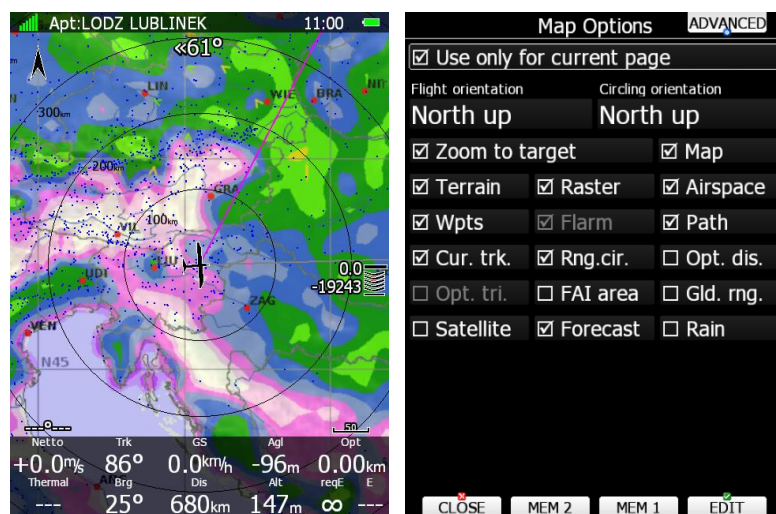 Apt:LODZ LUBLINEK 11:00
«61°
LIN
WIE
BRA
NIT
300km
200km
GRA
100km
VIL
LJU
UDI
0.0
-19243
ZAG
VEN
N45
50
Netto Trk GS Agl Opt
+0.0m/s 86° 0.0km/h -96m 0.00km
Thermal Brg Dis Alt reqE E
--- 25° 680km 147m ∞ ---
Map Options ADVANCED
Use only for current page
Flight orientation Circling orientation
North up North up
Zoom to target Map
Terrain Raster Airspace
Wpts Flarm Path
Cur. trk. Rng.cir. Opt. dis.
Opt. tri. FAI area Gld. rng.
Satellite Forecast Rain
CLOSE MEM 2 MEM 1 EDIT